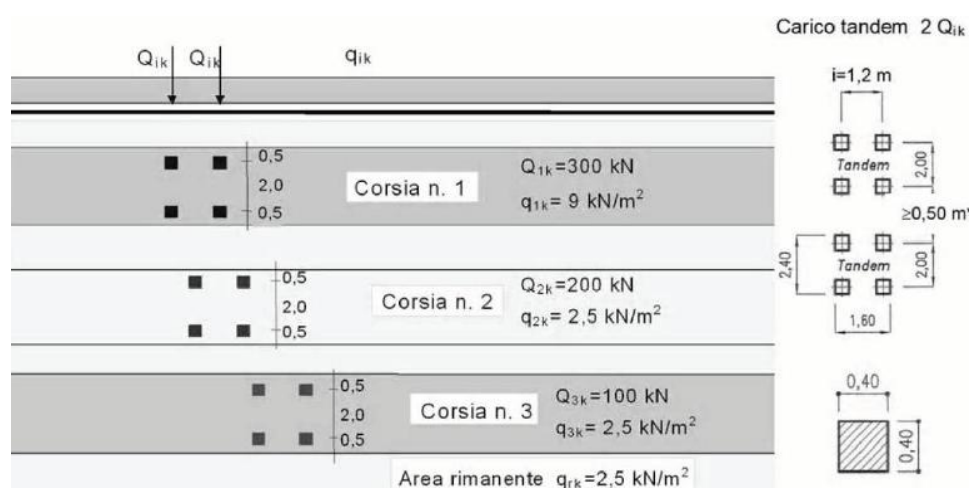 Carico tandem 2 Qik
Qik Qik qik
i=1,2 m
0,5
2,0
0,5
Corsia n. 1
Q1k=300 kN
q1k= 9 kN/m²
Tandem
2,00
≥0,50 m*
0,5
2,0
0,5
Corsia n. 2
Q2k=200 kN
q2k= 2,5 kN/m²
2,40
Tandem
2,00
1,60
0,5
2,0
0,5
Corsia n. 3
Q3k=100 kN
q3k= 2,5 kN/m²
0,40
0,40
Area rimanente qrk=2,5 kN/m²